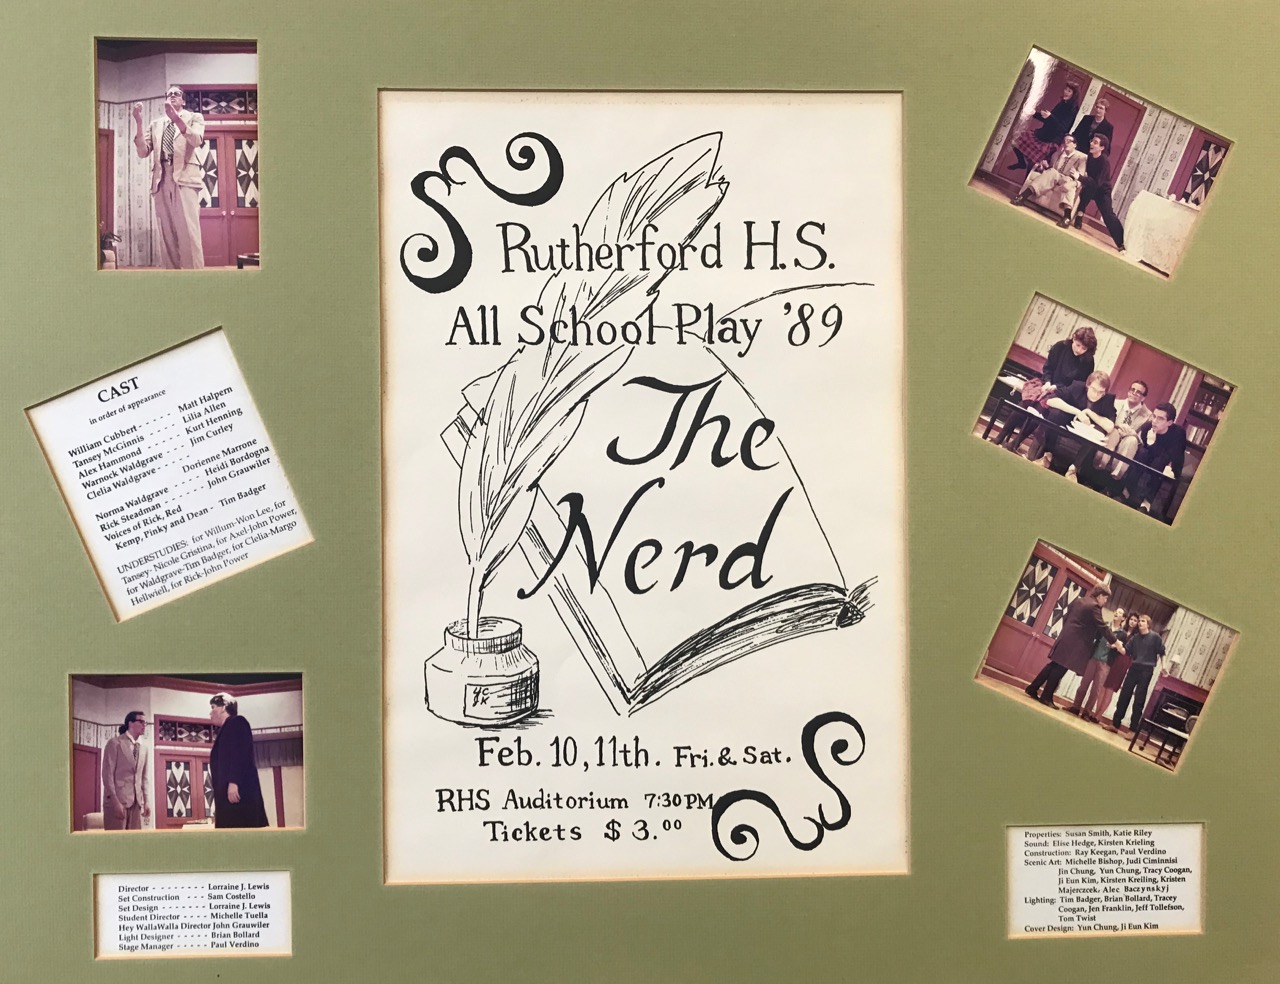 Rutherford H.S.
All School Play '89
The
Nerd
Feb. 10, 11th. Fri. & Sat.
RHS Auditorium 7:30 PM
Tickets $ 3.00
CAST
in order of appearance
William Cubbert - - - - - Matt Halpern
Tansey McGinnis - - - - - Lilia Allen
Alex Hammond - - - - - Kurt Henning
Warnock Waldgrave - - - - Jim Curley
Clelia Waldgrave - - - - -
Dorienne Marrone
Norma Waldgrave - - - - - Heidi Bordogna
Rick Steadman - - - - - - John Grauwiler
Voices of Rick, Red
Kemp, Pinky and Dean - Tim Badger
UNDERSTUDIES: for Willum-Won Lee, for
Tansey- Nicole Gristina, for Axel-John Power,
for Waldgrave-Tim Badger, for Clelia-Margo
Hellwiell, for Rick-John Power
Director - - - - - - - - Lorraine J. Lewis
Set Construction - - - Sam Costello
Set Design - - - - - - Lorraine J. Lewis
Student Director - - - - Michelle Tuella
Hey WallaWalla Director John Grauwiler
Light Designer - - - - - Brian Bollard
Stage Manager - - - - - Paul Verdino
Properties: Susan Smith, Katie Riley
Sound: Elise Hedge, Kirsten Krieling
Construction: Ray Keegan, Paul Verdino
Scenic Art: Michelle Bishop, Judi Ciminnisi
Jin Chung, Yun Chung, Tracy Coogan,
Ji Eun Kim, Kirsten Kreiling, Kristen
Majerczcek, Alec Baczynskyj
Lighting: Tim Badger, Brian Bollard, Tracey
Coogan, Jen Franklin, Jeff Tollefson,
Tom Twist
Cover Design: Yun Chung, Ji Eun Kim